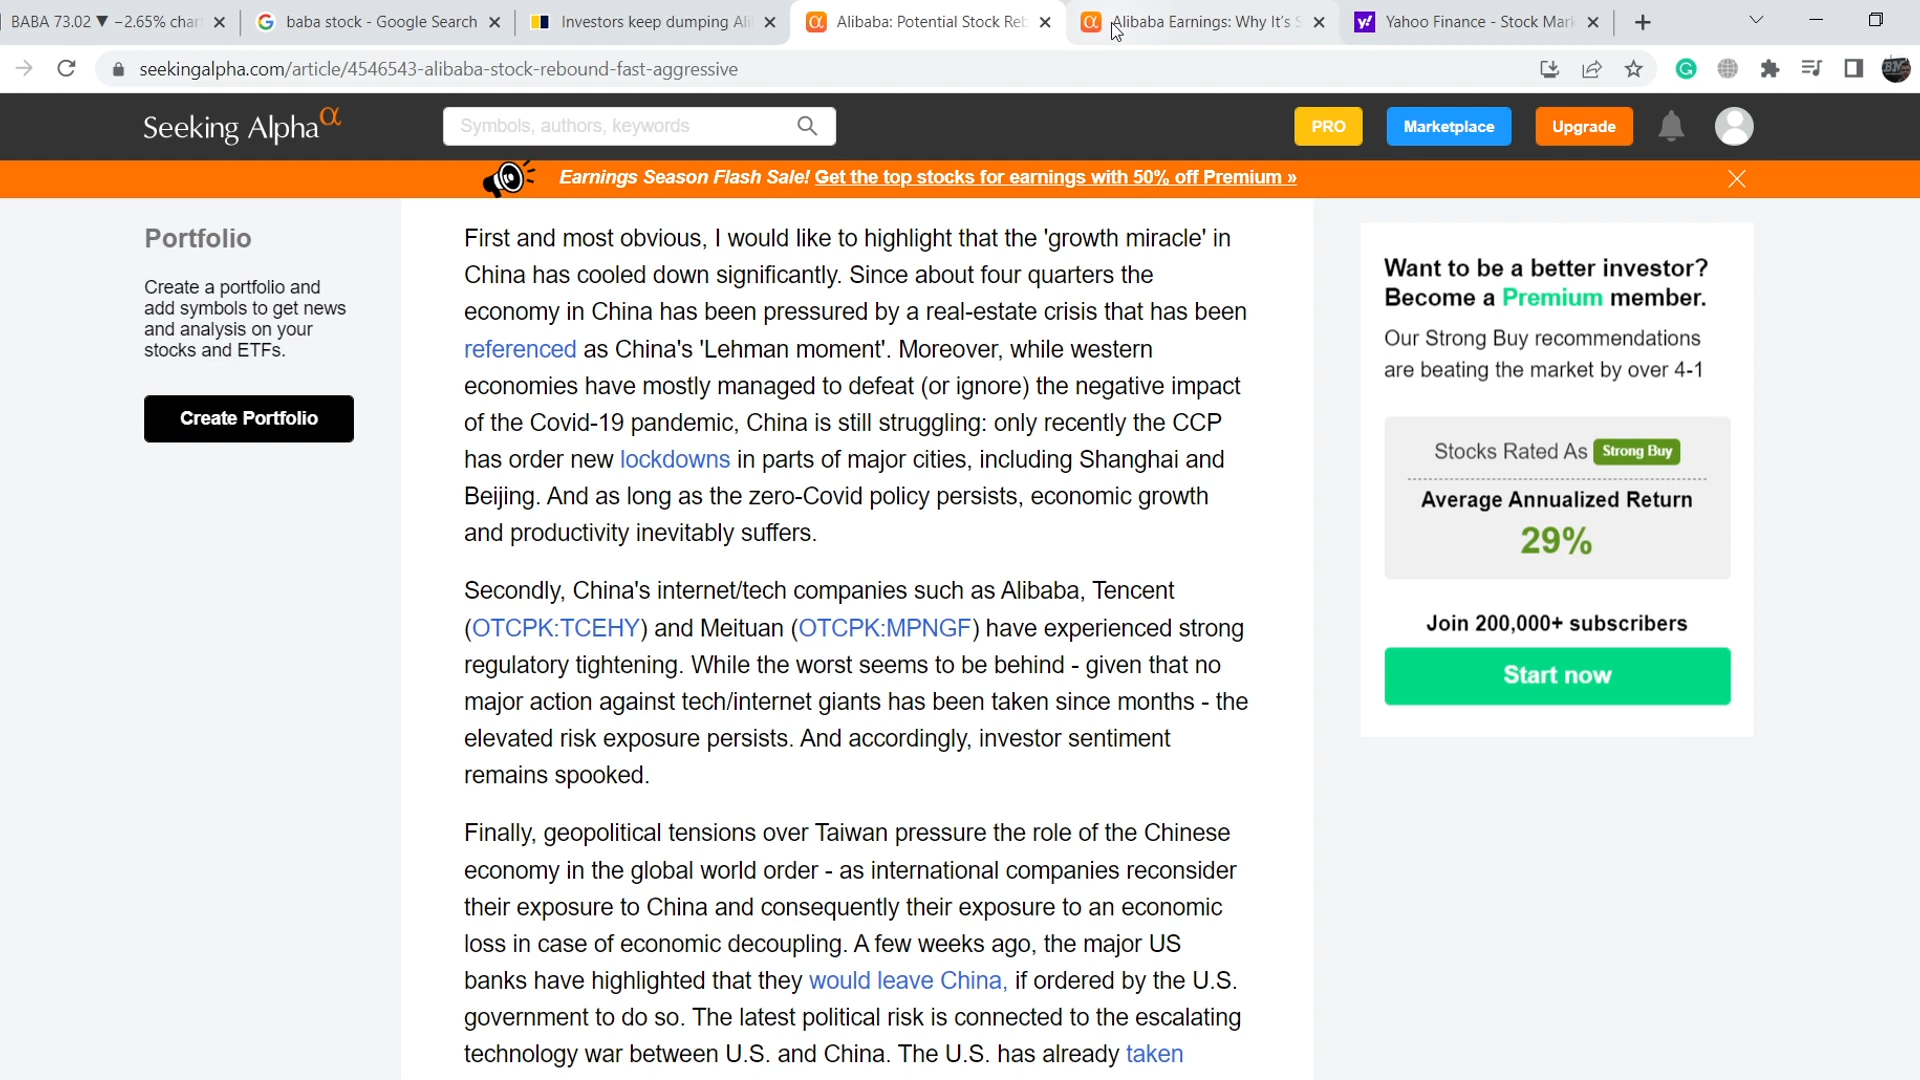 BABA 73.02 ▼ −2.65% char
baba stock - Google Search
Investors keep dumping Ali
Alibaba: Potential Stock Reb
Alibaba Earnings: Why It's S
Yahoo Finance - Stock Mark
seekingalpha.com/article/4546543-alibaba-stock-rebound-fast-aggressive
Seeking Alpha α
Symbols, authors, keywords
PRO
Marketplace
Upgrade
Earnings Season Flash Sale! Get the top stocks for earnings with 50% off Premium »
Portfolio
Create a portfolio and
add symbols to get news
and analysis on your
stocks and ETFs.
Create Portfolio
First and most obvious, I would like to highlight that the 'growth miracle' in
China has cooled down significantly. Since about four quarters the
economy in China has been pressured by a real-estate crisis that has been
referenced as China's 'Lehman moment'. Moreover, while western
economies have mostly managed to defeat (or ignore) the negative impact
of the Covid-19 pandemic, China is still struggling: only recently the CCP
has order new lockdowns in parts of major cities, including Shanghai and
Beijing. And as long as the zero-Covid policy persists, economic growth
and productivity inevitably suffers.
Secondly, China's internet/tech companies such as Alibaba, Tencent
(OTCPK:TCEHY) and Meituan (OTCPK:MPNGF) have experienced strong
regulatory tightening. While the worst seems to be behind - given that no
major action against tech/internet giants has been taken since months - the
elevated risk exposure persists. And accordingly, investor sentiment
remains spooked.
Finally, geopolitical tensions over Taiwan pressure the role of the Chinese
economy in the global world order - as international companies reconsider
their exposure to China and consequently their exposure to an economic
loss in case of economic decoupling. A few weeks ago, the major US
banks have highlighted that they would leave China, if ordered by the U.S.
government to do so. The latest political risk is connected to the escalating
technology war between U.S. and China. The U.S. has already taken
Want to be a better investor?
Become a Premium member.
Our Strong Buy recommendations
are beating the market by over 4-1
Stocks Rated As Strong Buy
Average Annualized Return
29%
Join 200,000+ subscribers
Start now